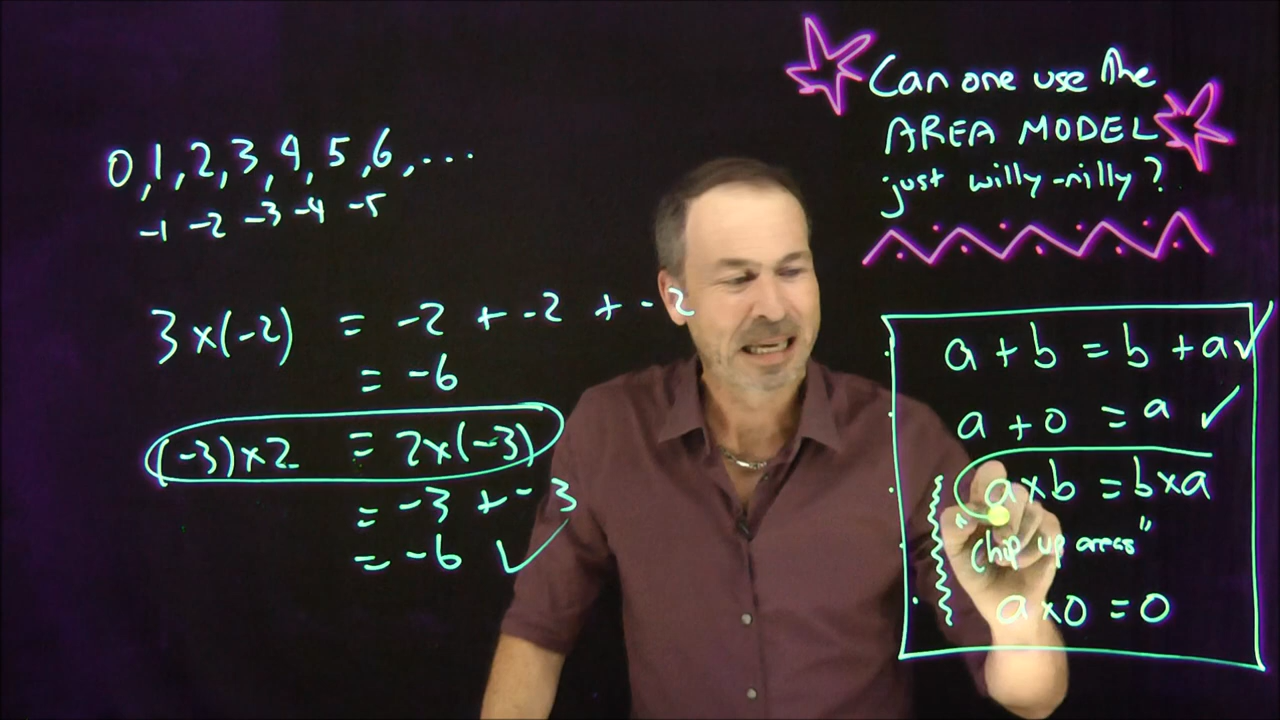 Can one use the
AREA MODEL
just willy-nilly?
0,1,2,3,4,5,6,...
-1 -2 -3 -4 -5
3×(-2) = -2 + -2 + -2
= -6
(-3)×2 = 2×(-3)
= -3 + -3
= -6 ✓
a + b = b + a ✓
a + 0 = a ✓
a×b = b×a
"chip up areas"
a×0 = 0